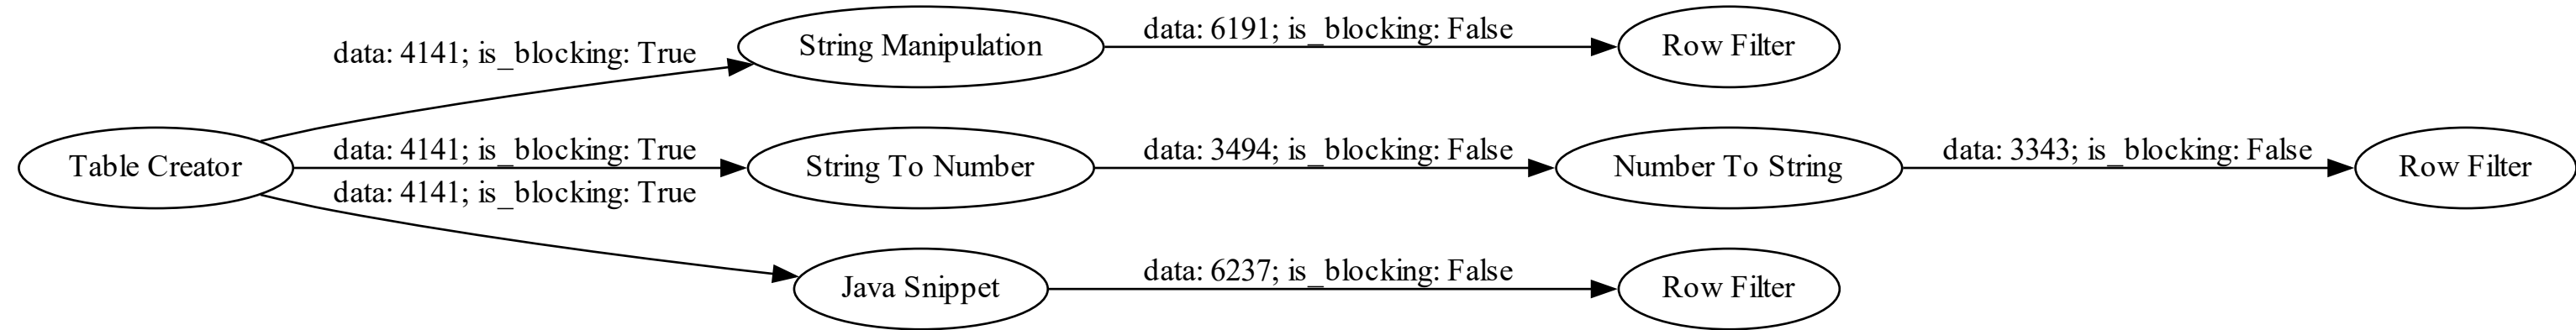 data: 4141; is_blocking: True
String Manipulation
data: 6191; is_blocking: False
Row Filter
Table Creator
data: 4141; is_blocking: True
String To Number
data: 3494; is_blocking: False
Number To String
data: 3343; is_blocking: False
Row Filter
data: 4141; is_blocking: True
Java Snippet
data: 6237; is_blocking: False
Row Filter